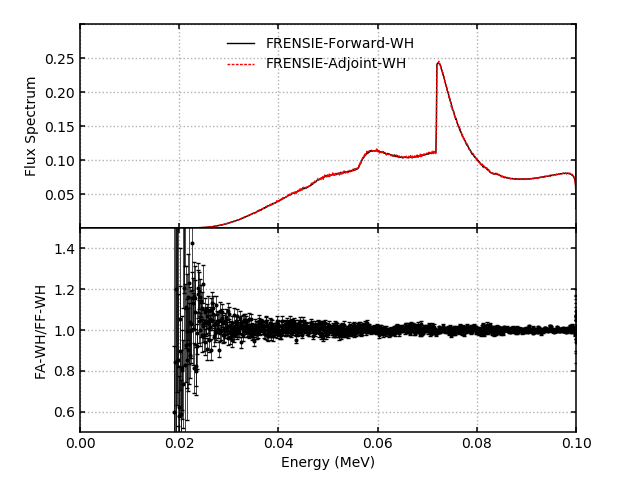 FRENSIE-Forward-WH
FRENSIE-Adjoint-WH
Flux Spectrum
0.25
0.20
0.15
0.10
0.05
FA-WH/FF-WH
1.4
1.2
1.0
0.8
0.6
0.00 0.02 0.04 0.06 0.08 0.10
Energy (MeV)